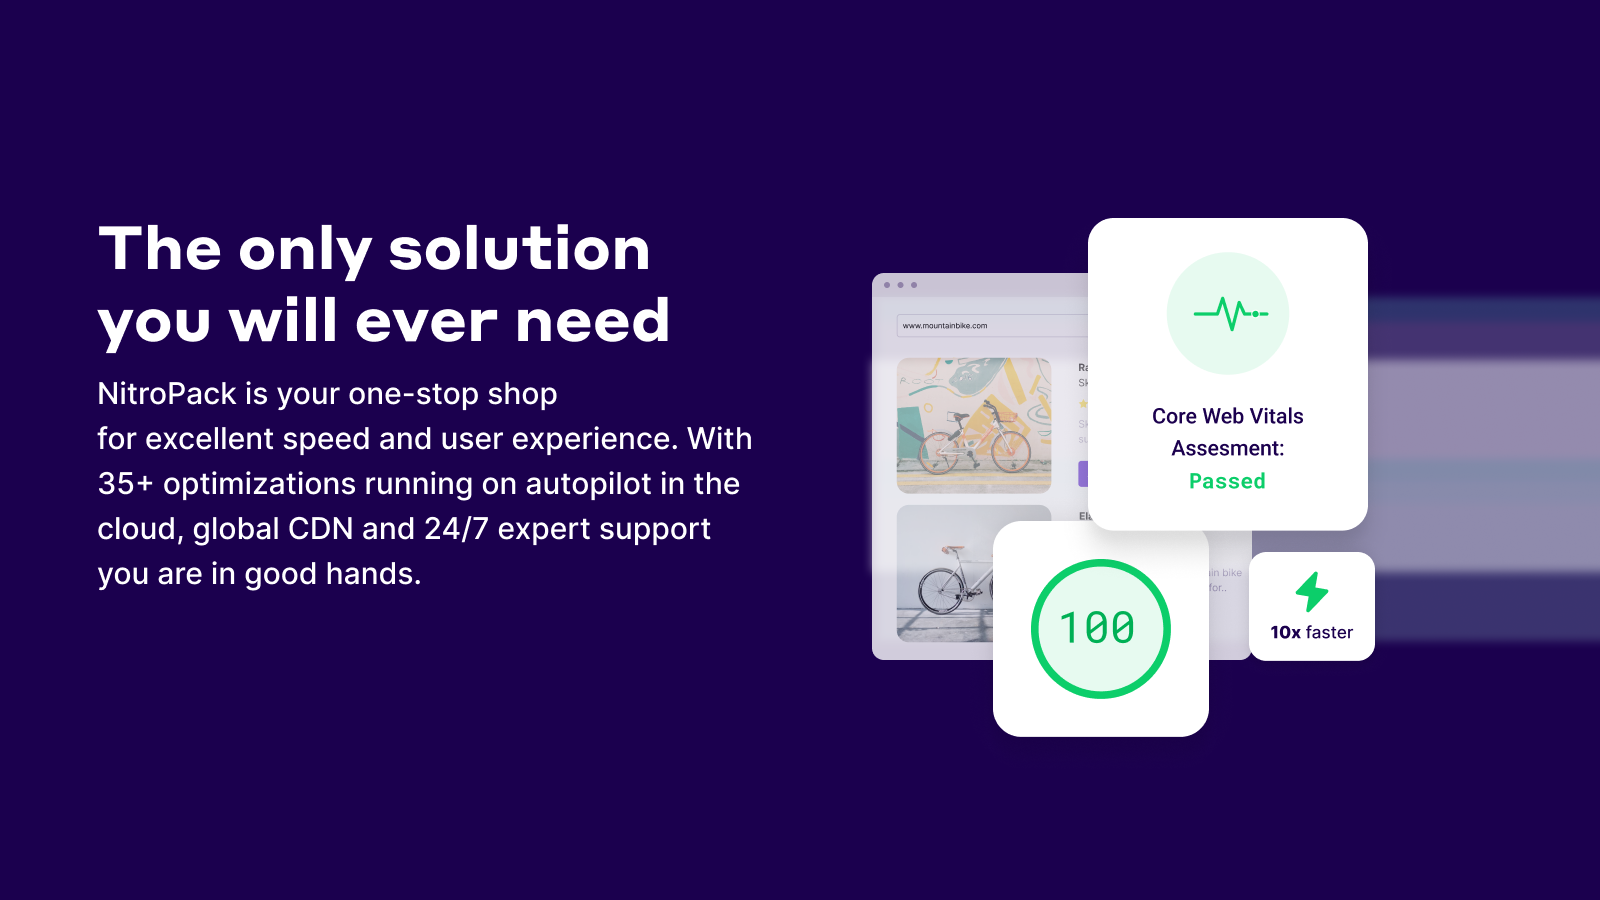 The only solution
you will ever need
NitroPack is your one-stop shop
for excellent speed and user experience. With
35+ optimizations running on autopilot in the
cloud, global CDN and 24/7 expert support
you are in good hands.
www.mountainbike.com
Core Web Vitals
Assesment:
Passed
bike
for..
100
10x faster